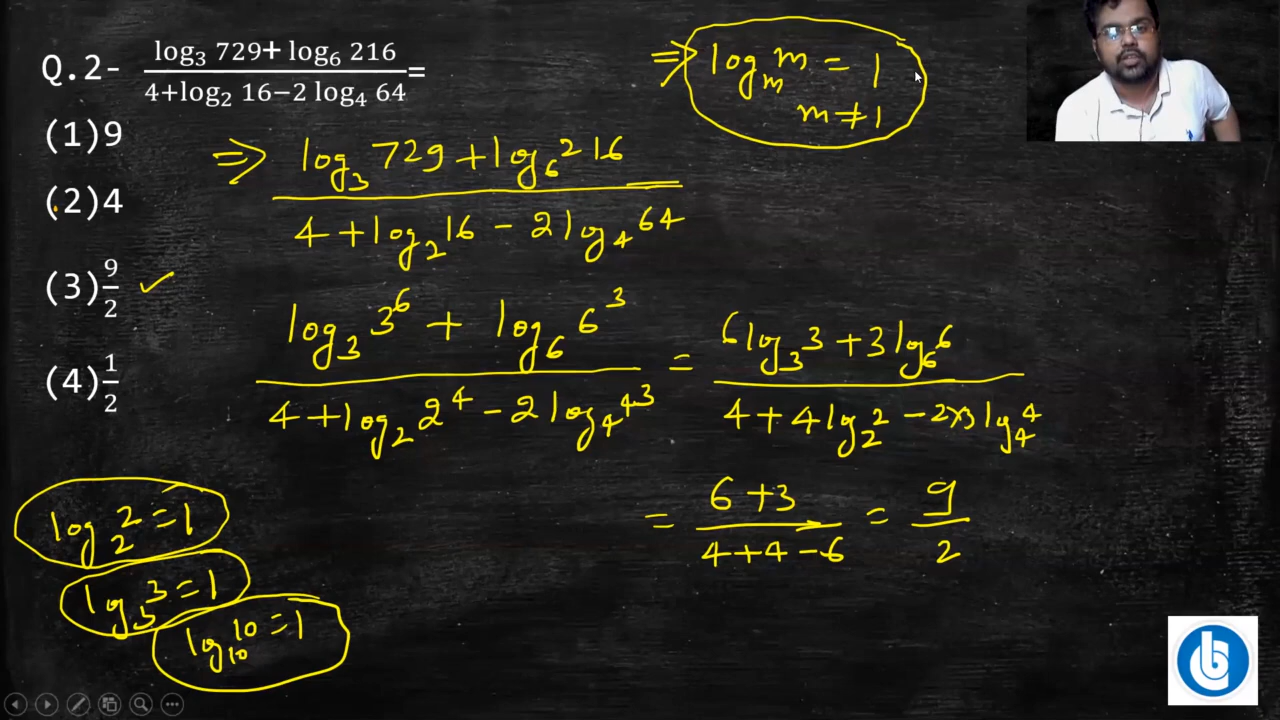 Q.2- (log₃ 729+ log₆ 216)/(4+log₂ 16−2 log₄ 64)=
(1)9
(2)4
(3)9/2 ✓
(4)1/2
⇒ logₘ m = 1
m ≠ 1
⇒ (log₃ 729 + log₆ 216)/(4 + log₂ 16 − 2 log₄ 64)
(log₃ 3⁶ + log₆ 6³)/(4 + log₂ 2⁴ − 2 log₄ 4³) = (6 log₃ 3 + 3 log₆ 6)/(4 + 4 log₂ 2 − 2×3 log₄ 4)
= (6 + 3)/(4 + 4 − 6) = 9/2
log₂ 2 = 1
log₃ 3 = 1
log₁₀ 10 = 1